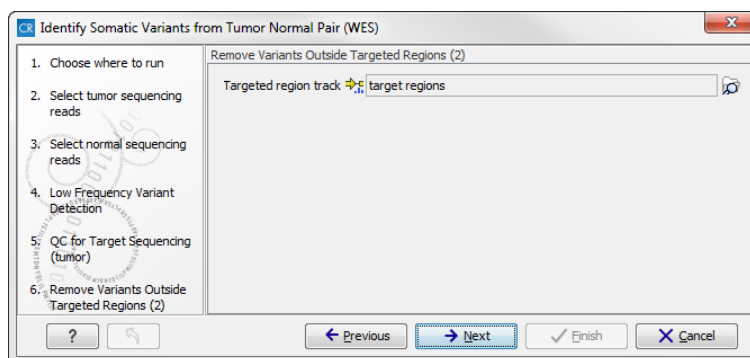 CR Identify Somatic Variants from Tumor Normal Pair (WES)
1. Choose where to run
2. Select tumor sequencing
reads
3. Select normal sequencing
reads
4. Low Frequency Variant
Detection
5. QC for Target Sequencing
(tumor)
6. Remove Variants Outside
Targeted Regions (2)
Remove Variants Outside Targeted Regions (2)
Targeted region track target regions
? Previous Next Finish Cancel